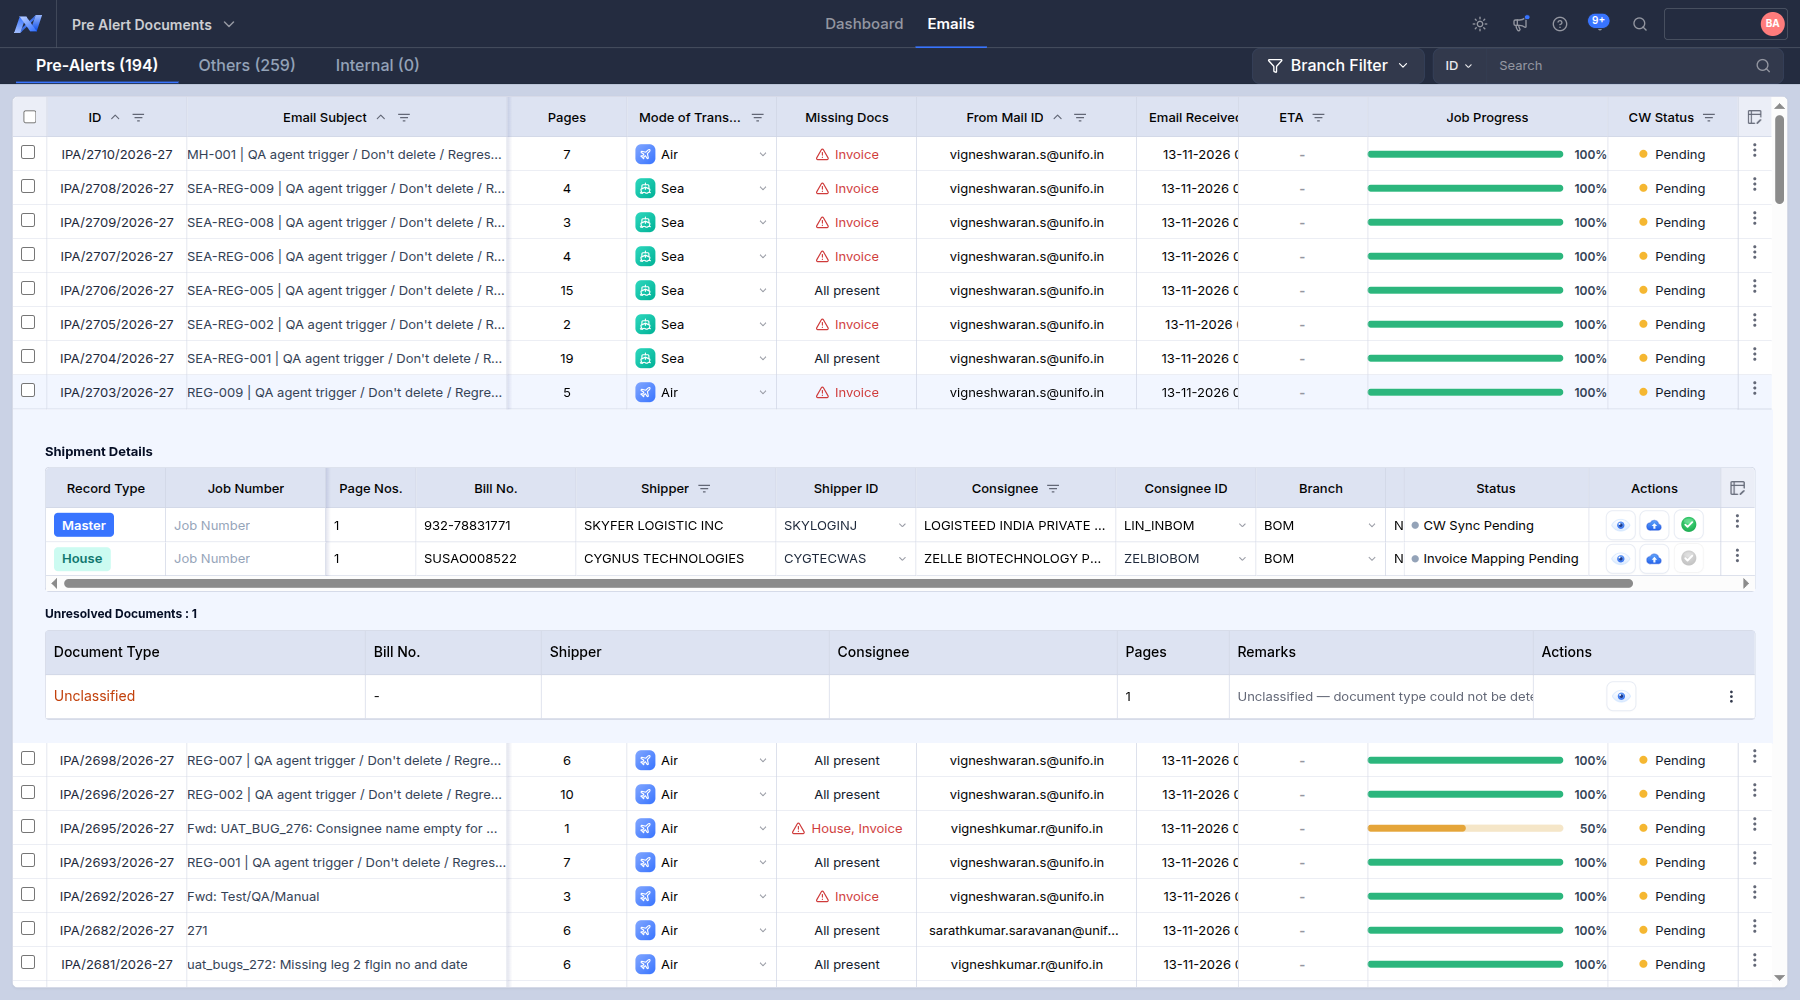 Pre Alert Documents
Dashboard
Emails
9+
BA
Pre-Alerts (194)
Others (259)
Internal (0)
Branch Filter
ID
Search
ID Email Subject Pages Mode of Trans... Missing Docs From Mail ID Email Received ETA Job Progress CW Status
IPA/2710/2026-27 MH-001 | QA agent trigger / Don't delete / Regres... 7 Air Invoice vigneshwaran.s@unifo.in 13-11-2026 0 - 100% Pending
IPA/2708/2026-27 SEA-REG-009 | QA agent trigger / Don't delete / R... 4 Sea Invoice vigneshwaran.s@unifo.in 13-11-2026 0 - 100% Pending
IPA/2709/2026-27 SEA-REG-008 | QA agent trigger / Don't delete / R... 3 Sea Invoice vigneshwaran.s@unifo.in 13-11-2026 0 - 100% Pending
IPA/2707/2026-27 SEA-REG-006 | QA agent trigger / Don't delete / R... 4 Sea Invoice vigneshwaran.s@unifo.in 13-11-2026 0 - 100% Pending
IPA/2706/2026-27 SEA-REG-005 | QA agent trigger / Don't delete / R... 15 Sea All present vigneshwaran.s@unifo.in 13-11-2026 0 - 100% Pending
IPA/2705/2026-27 SEA-REG-002 | QA agent trigger / Don't delete / R... 2 Sea Invoice vigneshwaran.s@unifo.in 13-11-2026 - 100% Pending
IPA/2704/2026-27 SEA-REG-001 | QA agent trigger / Don't delete / R... 19 Sea All present vigneshwaran.s@unifo.in 13-11-2026 0 - 100% Pending
IPA/2703/2026-27 REG-009 | QA agent trigger / Don't delete / Regre... 5 Air Invoice vigneshwaran.s@unifo.in 13-11-2026 0 - 100% Pending
Shipment Details
Record Type Job Number Page Nos. Bill No. Shipper Shipper ID Consignee Consignee ID Branch Status Actions
Master Job Number 1 932-78831771 SKYFER LOGISTIC INC SKYLOGINJ LOGISTEED INDIA PRIVATE ... LIN_INBOM BOM N CW Sync Pending
House Job Number 1 SUSAO008522 CYGNUS TECHNOLOGIES CYGTECWAS ZELLE BIOTECHNOLOGY P... ZELBIOBOM BOM N Invoice Mapping Pending
Unresolved Documents : 1
Document Type Bill No. Shipper Consignee Pages Remarks Actions
Unclassified - 1 Unclassified — document type could not be dete
IPA/2698/2026-27 REG-007 | QA agent trigger / Don't delete / Regre... 6 Air All present vigneshwaran.s@unifo.in 13-11-2026 0 - 100% Pending
IPA/2696/2026-27 REG-002 | QA agent trigger / Don't delete / Regre... 10 Air All present vigneshwaran.s@unifo.in 13-11-2026 0 - 100% Pending
IPA/2695/2026-27 Fwd: UAT_BUG_276: Consignee name empty for ... 1 Air House, Invoice vigneshkumar.r@unifo.in 13-11-2026 0 - 50% Pending
IPA/2693/2026-27 REG-001 | QA agent trigger / Don't delete / Regres... 7 Air All present vigneshwaran.s@unifo.in 13-11-2026 0 - 100% Pending
IPA/2692/2026-27 Fwd: Test/QA/Manual 3 Air Invoice vigneshwaran.s@unifo.in 13-11-2026 0 - 100% Pending
IPA/2682/2026-27 271 6 Air All present sarathkumar.saravanan@unif... 13-11-2026 0 - 100% Pending
IPA/2681/2026-27 uat_bugs_272: Missing leg 2 flgin no and date 6 Air All present vigneshkumar.r@unifo.in 13-11-2026 0 - 100% Pending